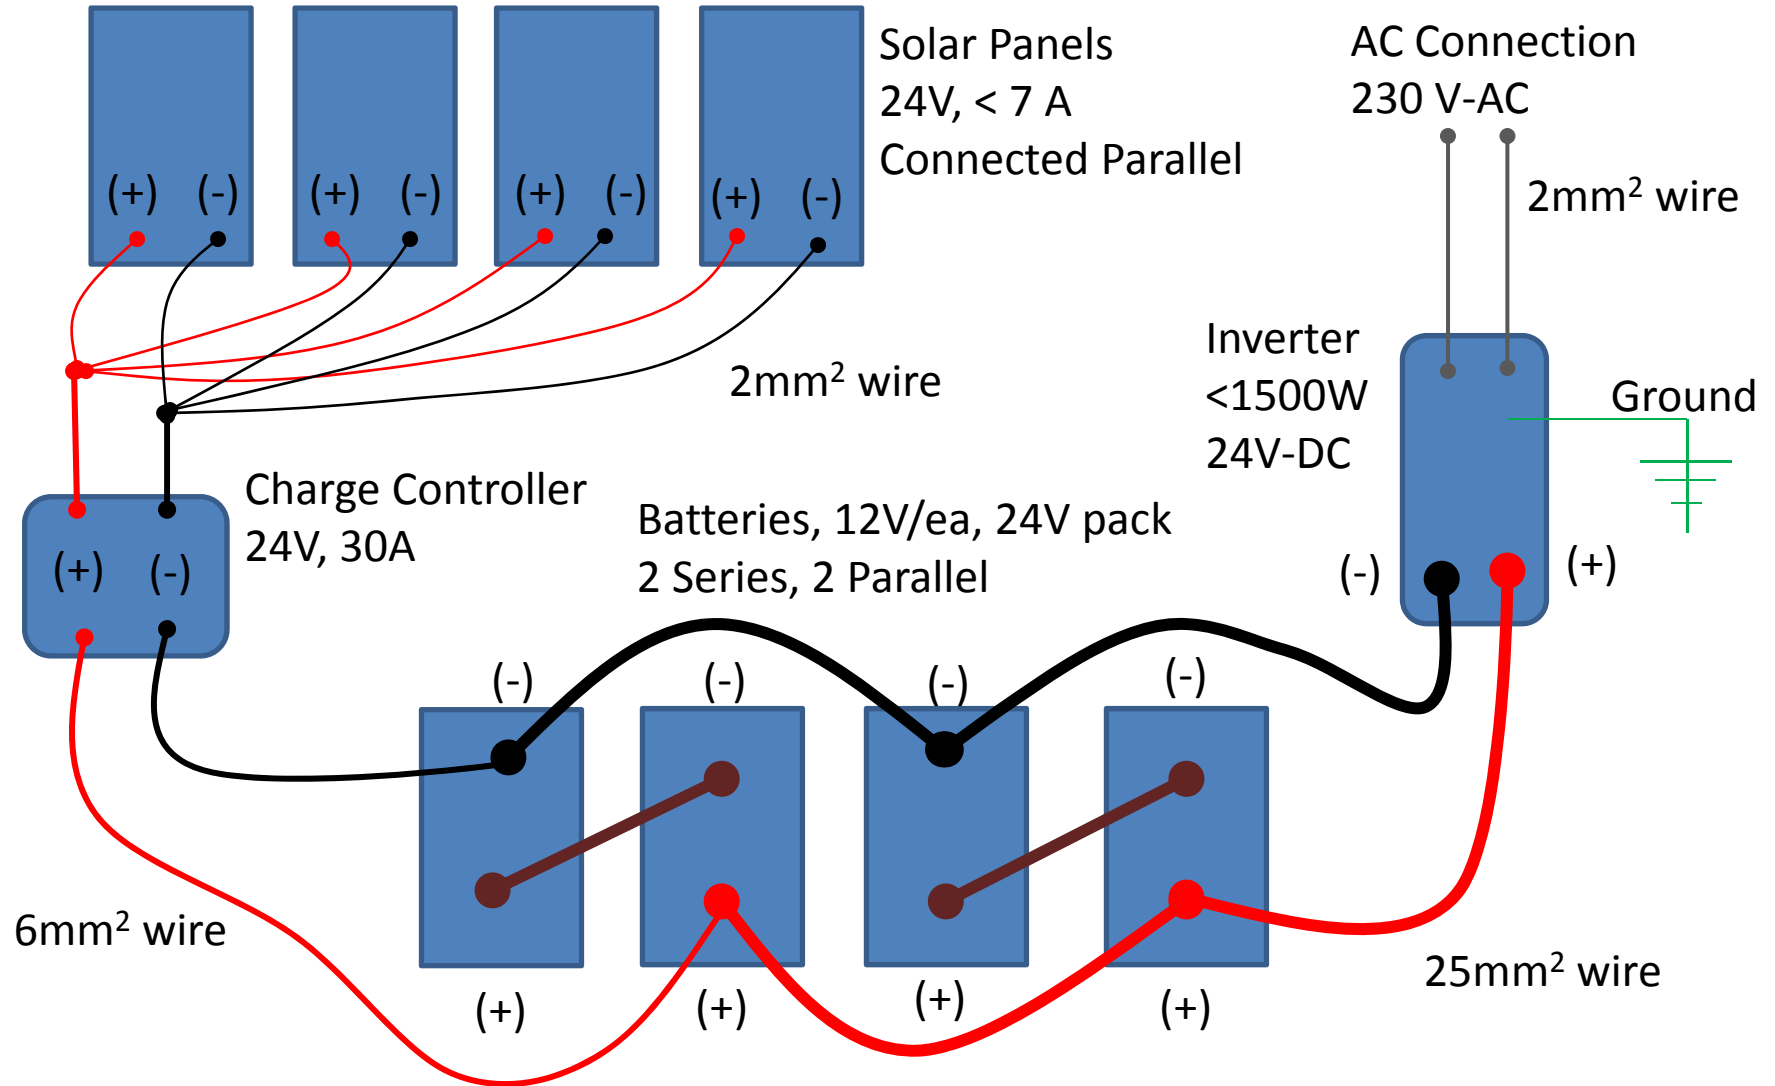 Solar Panels
24V, < 7 A
Connected Parallel
AC Connection
230 V-AC
(+) (-) (+) (-) (+) (-) (+) (-)
2mm² wire
2mm² wire
Inverter
<1500W
24V-DC
Ground
Charge Controller
24V, 30A
(+) (-)
Batteries, 12V/ea, 24V pack
2 Series, 2 Parallel
(-) (+)
(-) (-) (-) (-)
6mm² wire
25mm² wire
(+) (+) (+) (+)